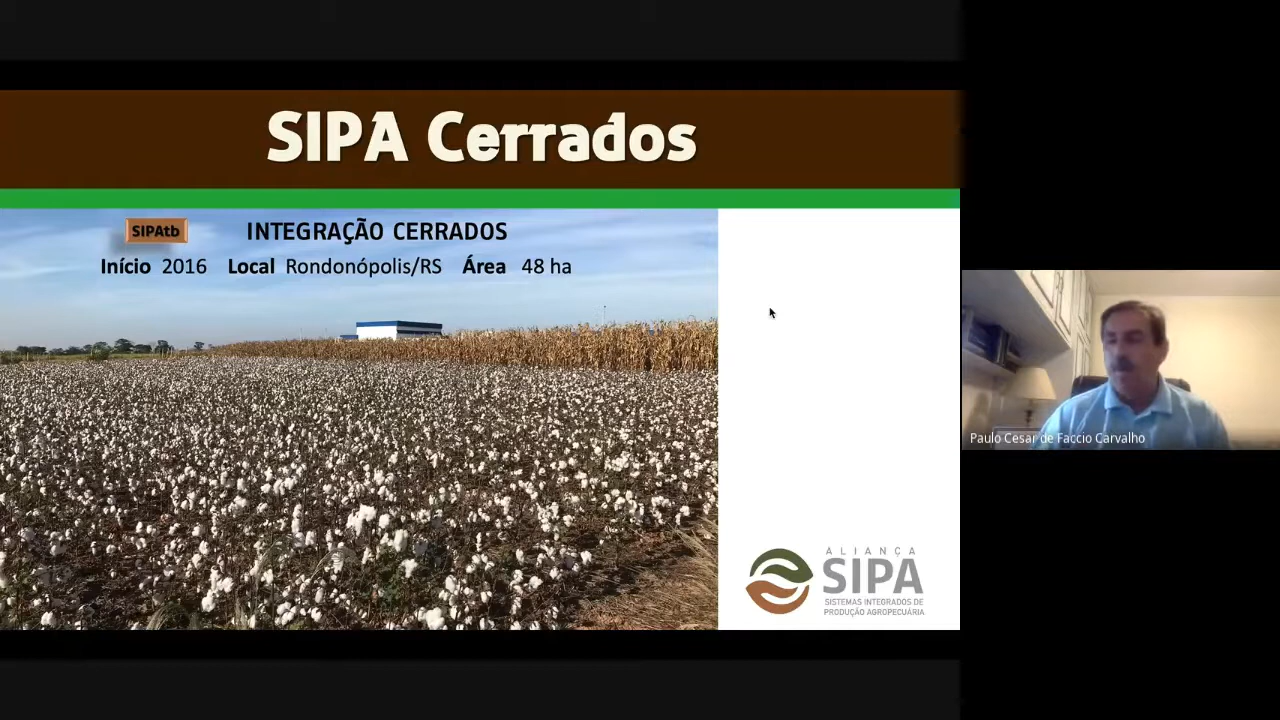 SIPA Cerrados
SIPAtb INTEGRAÇÃO CERRADOS
Início 2016 Local Rondonópolis/RS Área 48 ha
Paulo Cesar de Faccio Carvalho
ALIANÇA
SIPA
SISTEMAS INTEGRADOS DE
PRODUÇÃO AGROPECUÁRIA